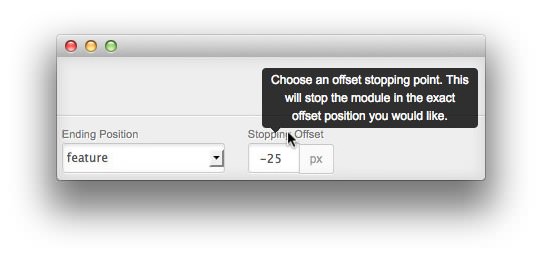 Choose an offset stopping point. This
will stop the module in the exact
offset position you would like.
Ending Position
Stopping Offset
feature
-25
px